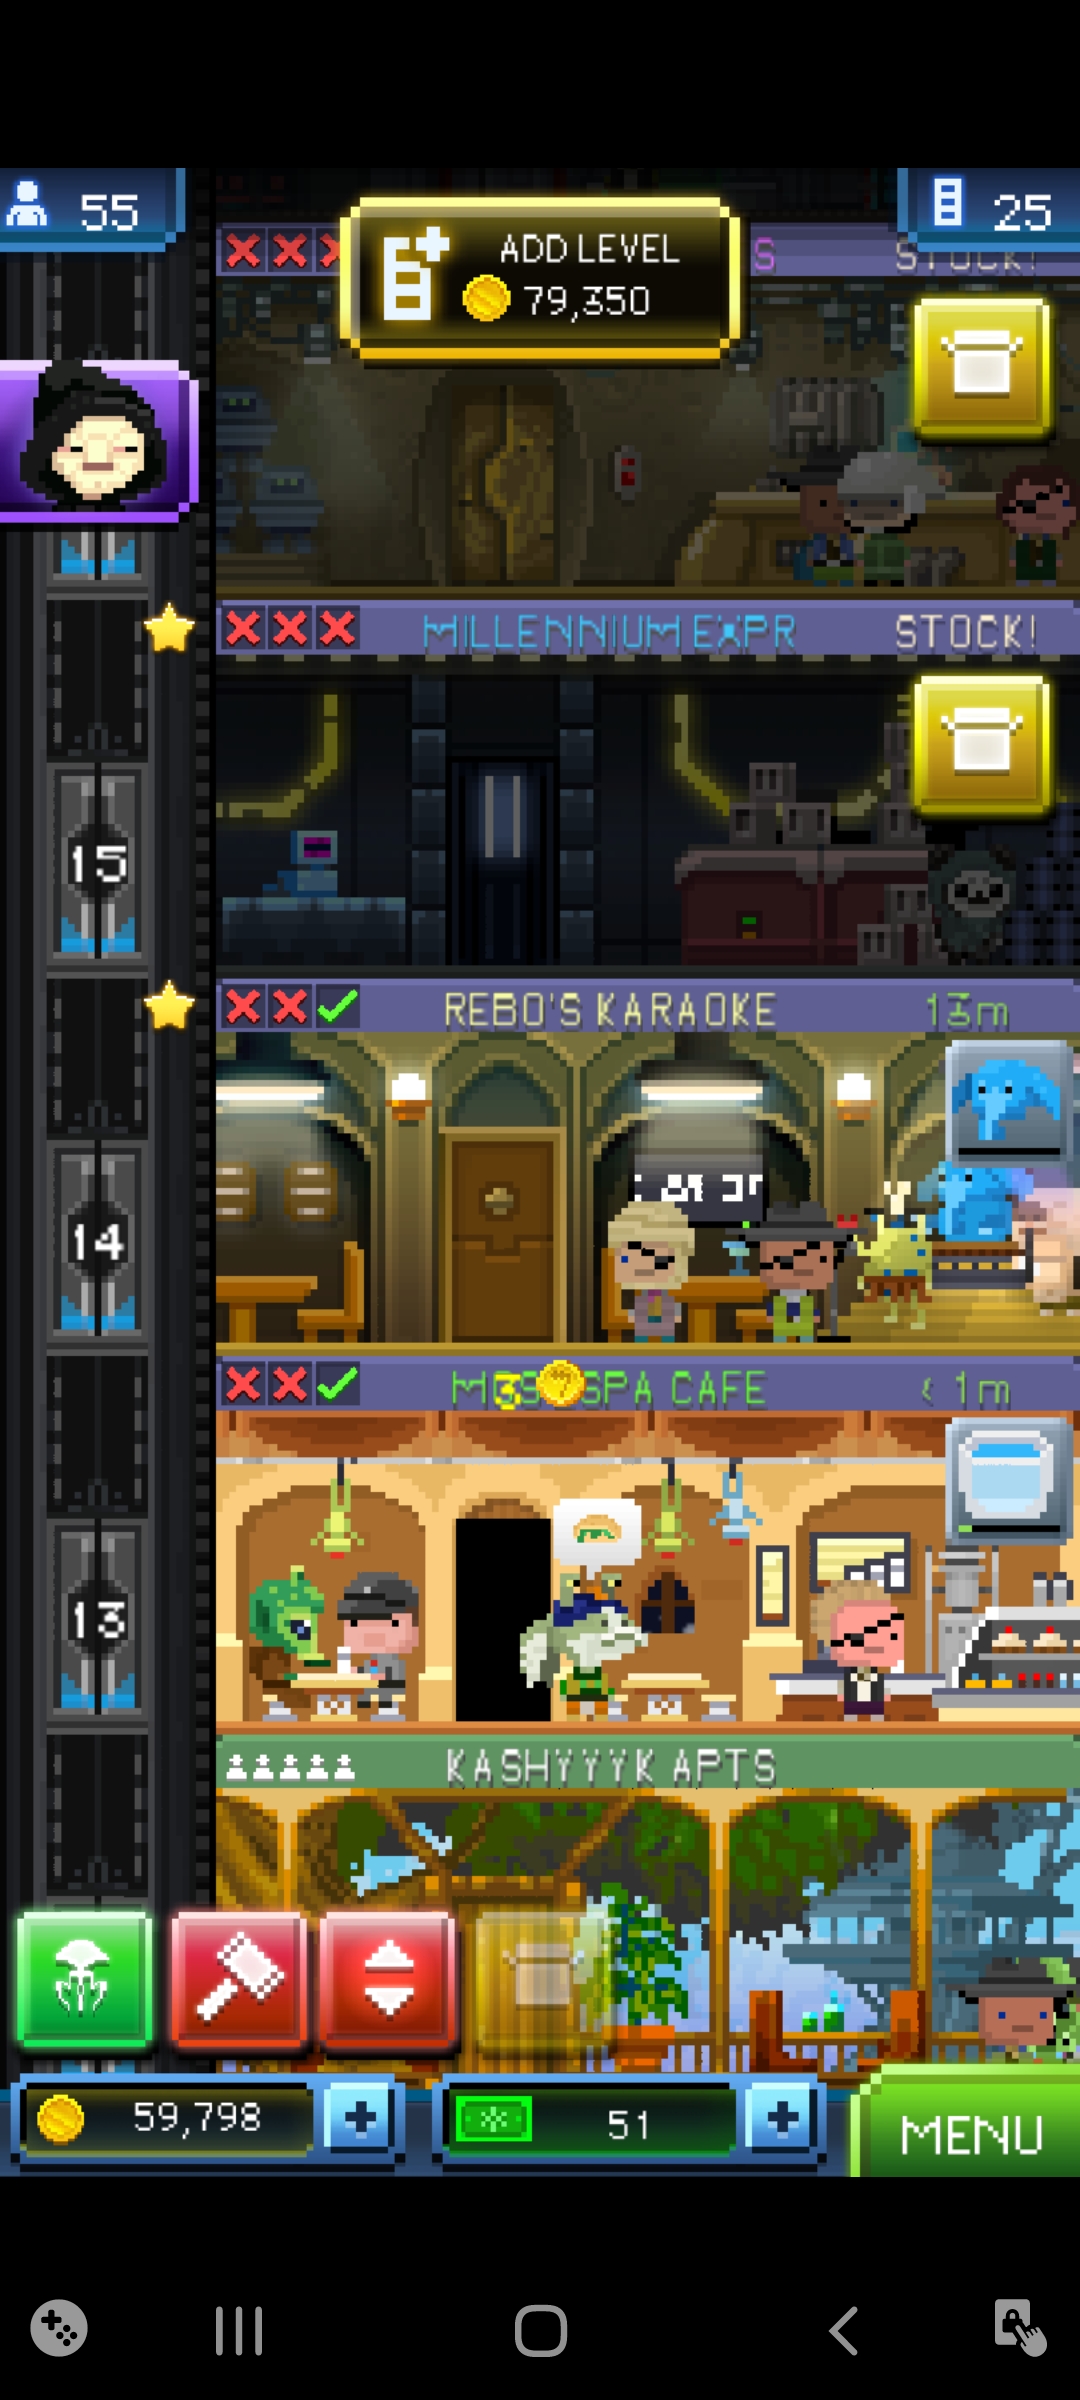 55
ADD LEVEL
79,350
25
S STOCK!
MILLENNIUM EXPR STOCK!
15
REBO'S KARAOKE 13m
14
3 SPA CAFE < 1m
13
KASHYYYK APTS
59,798
51
MENU